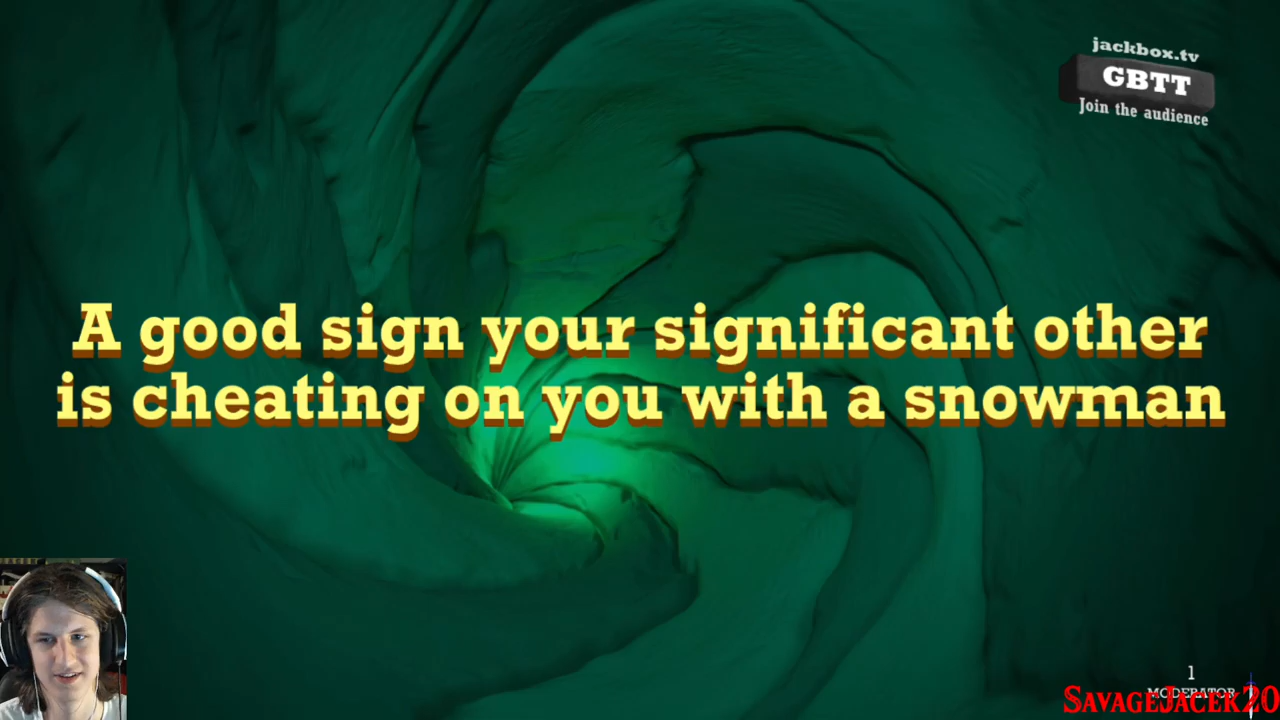 jackbox.tv
GBTT
Join the audience
A good sign your significant other
is cheating on you with a snowman
1
MODERATOR
SavageJacek20